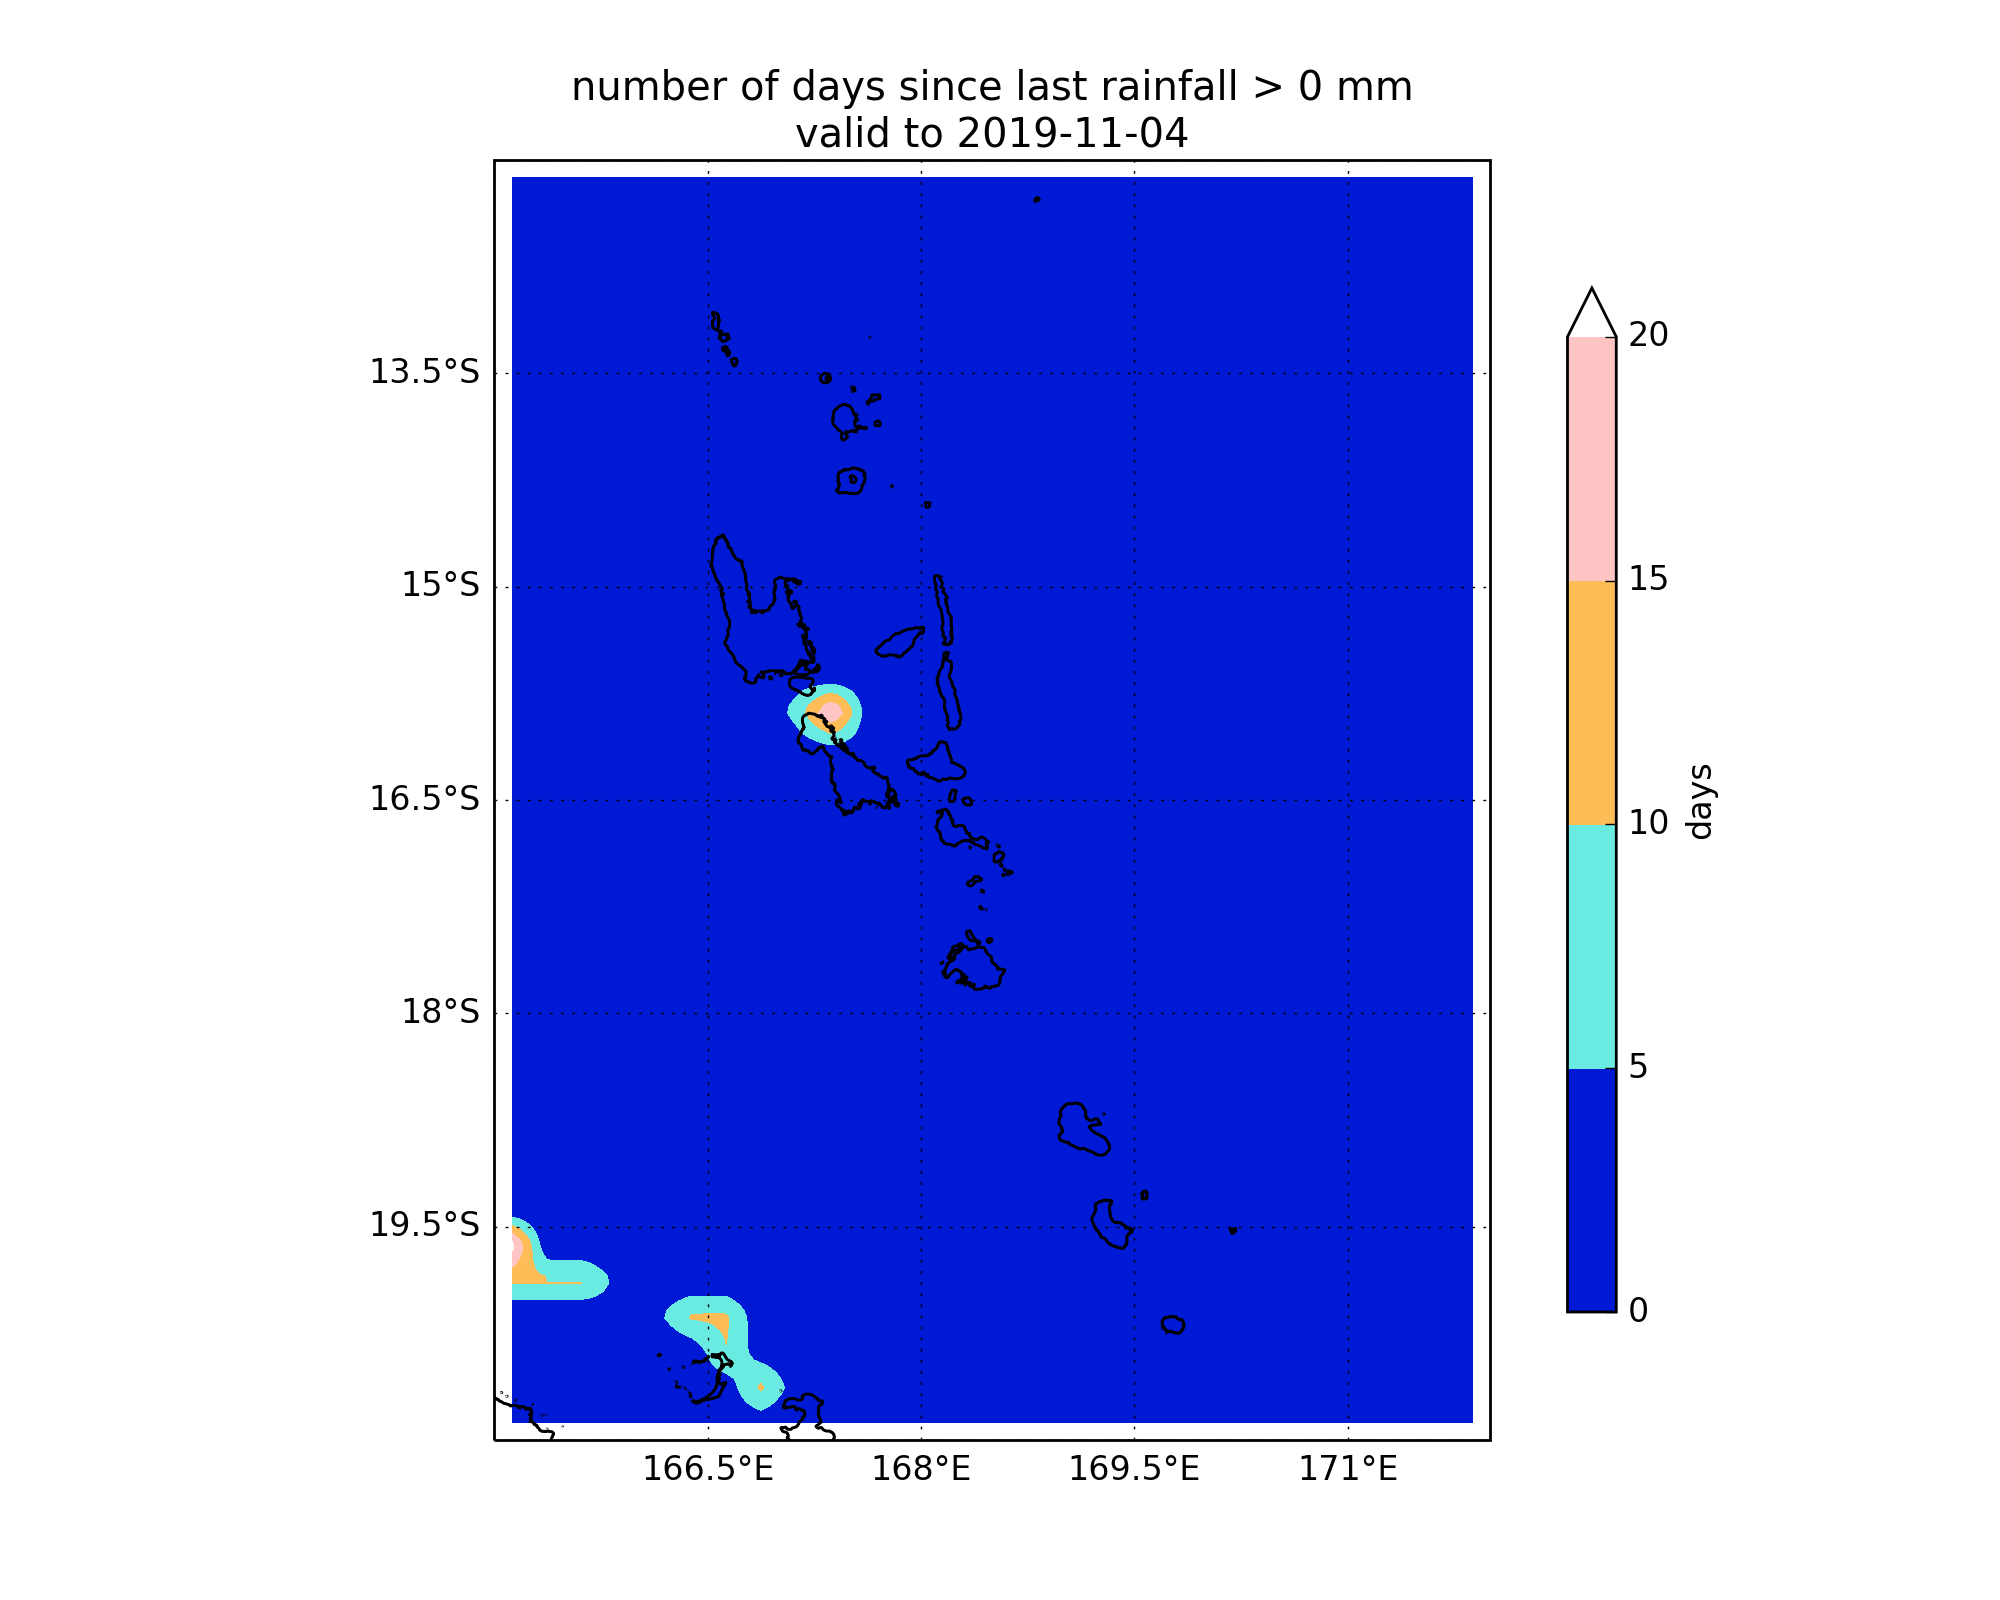 number of days since last rainfall > 0 mm
valid to 2019-11-04
13.5°S
15°S
16.5°S
18°S
19.5°S
166.5°E
168°E
169.5°E
171°E
20
15
10
5
0
days